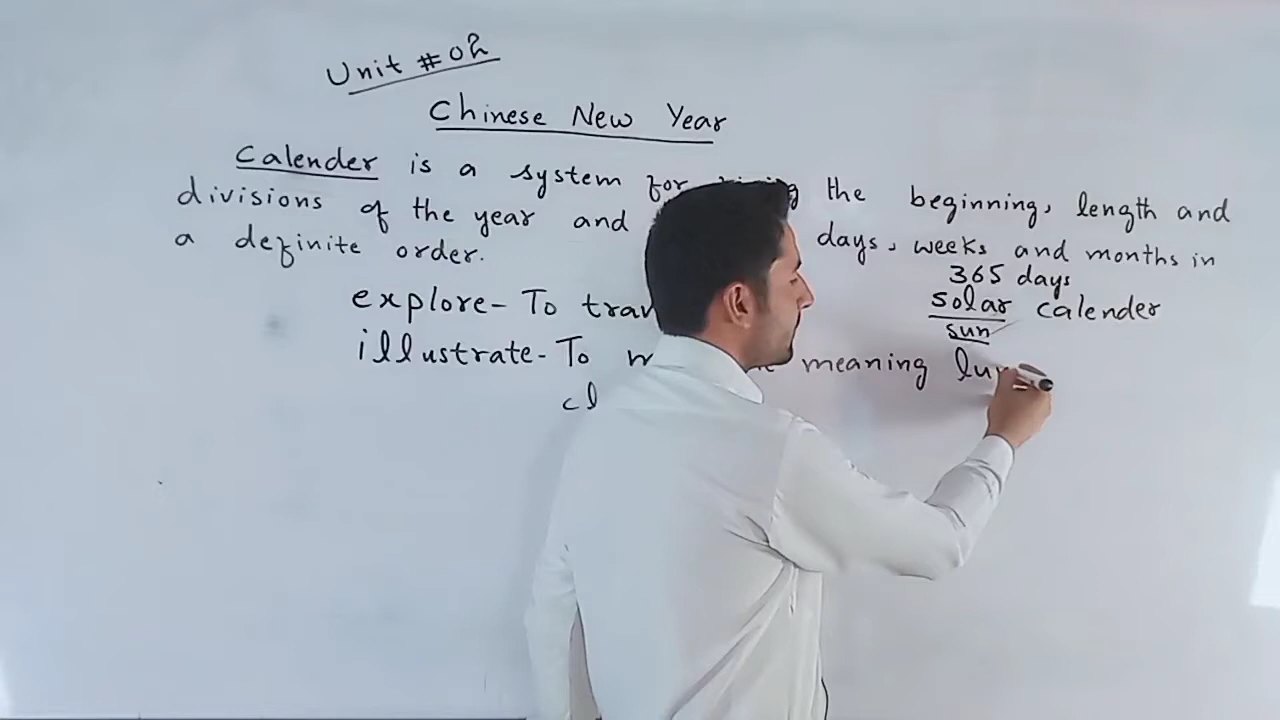 Unit #02
Chinese New Year
Calender is a system for the beginning, length and
divisions of the year and days, weeks and months in
a definite order.
365 days
explore- To solar calender
sun
illustrate- To meaning